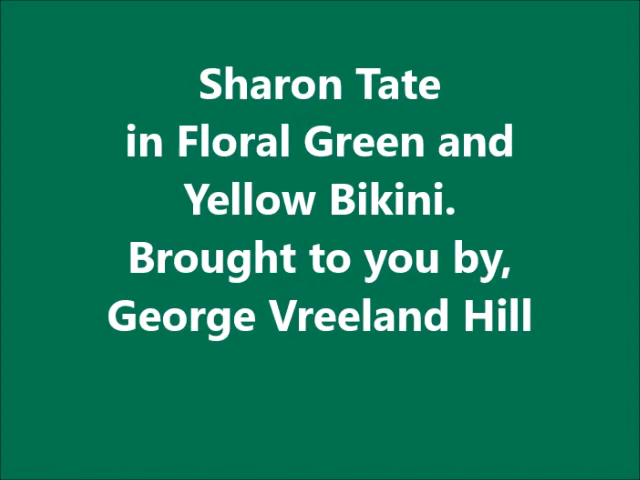 Sharon Tate
in Floral Green and
Yellow Bikini.
Brought to you by,
George Vreeland Hill